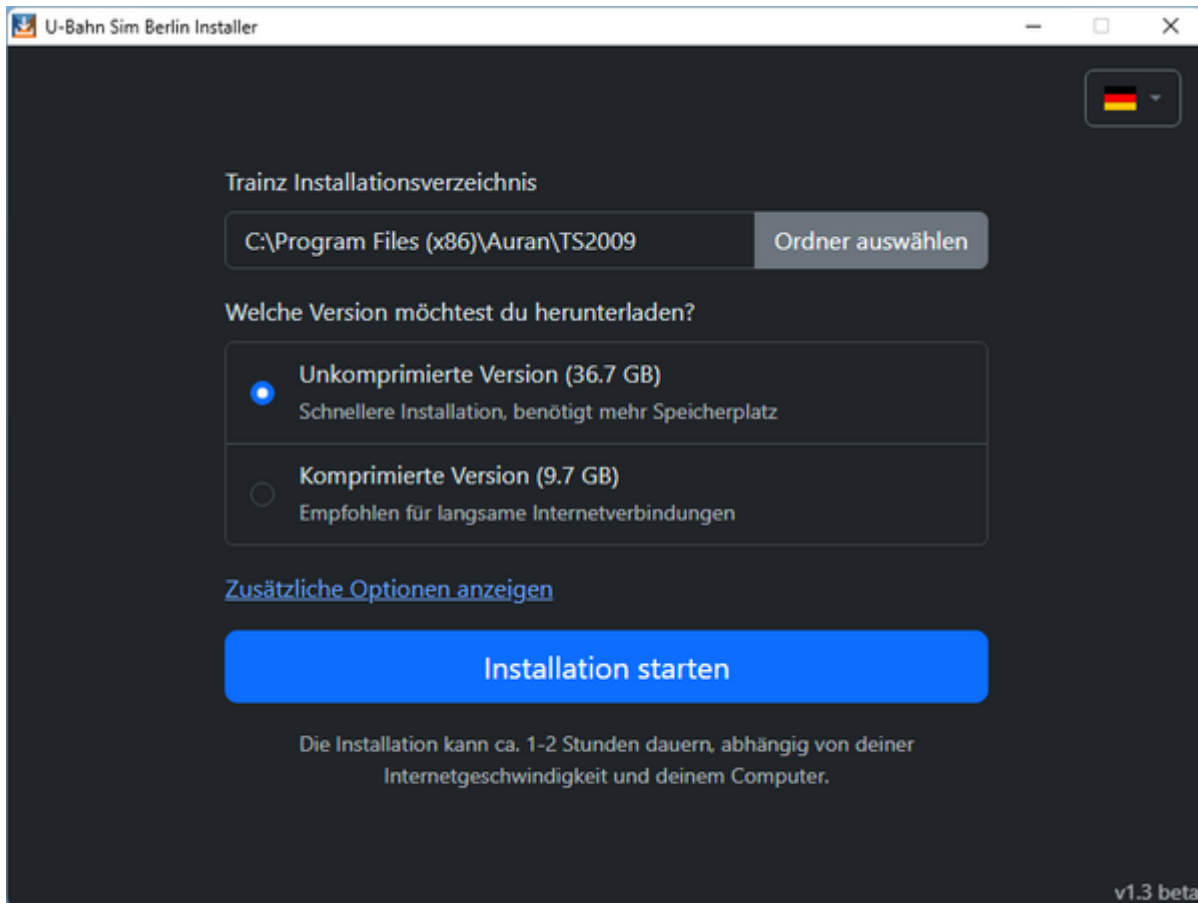 U-Bahn Sim Berlin Installer
Trainz Installationsverzeichnis
C:\Program Files (x86)\Auran\TS2009
Ordner auswählen
Welche Version möchtest du herunterladen?
Unkomprimierte Version (36.7 GB)
Schnellere Installation, benötigt mehr Speicherplatz
Komprimierte Version (9.7 GB)
Empfohlen für langsame Internetverbindungen
Zusätzliche Optionen anzeigen
Installation starten
Die Installation kann ca. 1-2 Stunden dauern, abhängig von deiner
Internetgeschwindigkeit und deinem Computer.
v1.3 beta